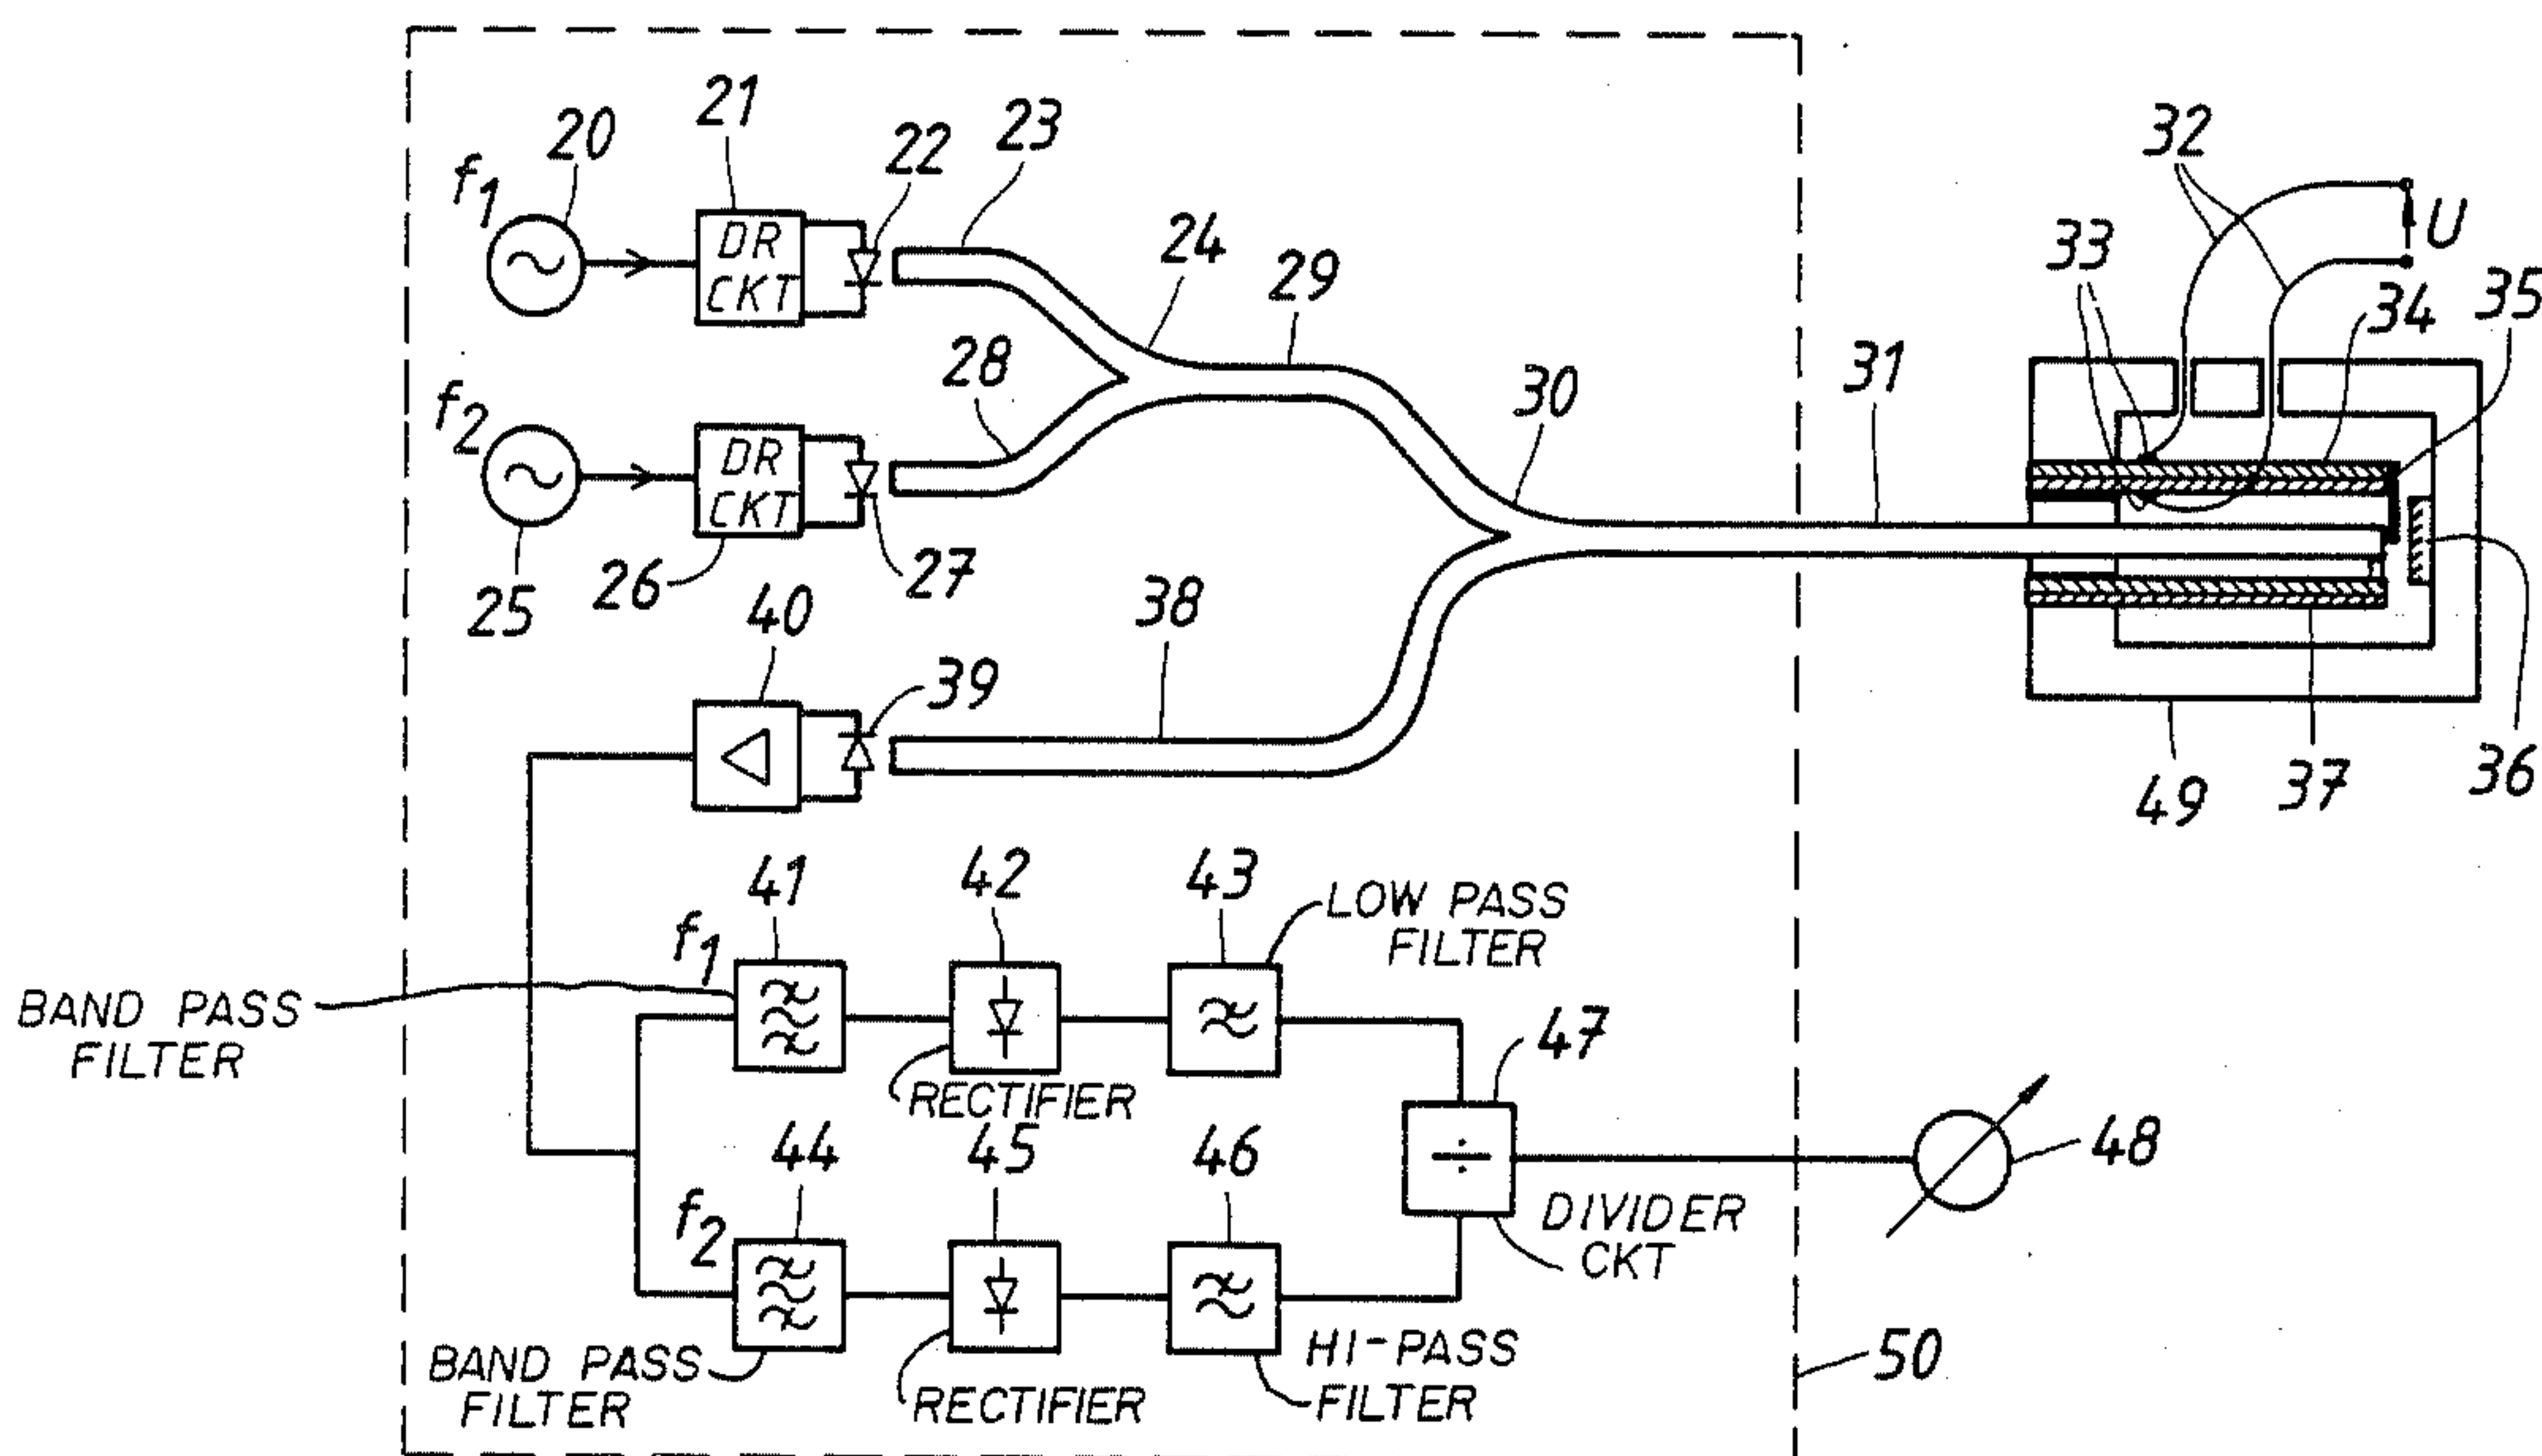 f1
20
21
DR
CKT
22
23
24
29
f2
25
DR
CKT
26
27
28
30
31
32
U
33
34
35
36
37
49
38
39
40
41
f1
BAND PASS
FILTER
42
RECTIFIER
43
LOW PASS
FILTER
44
f2
BAND PASS
FILTER
45
RECTIFIER
46
HI-PASS
FILTER
47
÷
DIVIDER
CKT
48
50